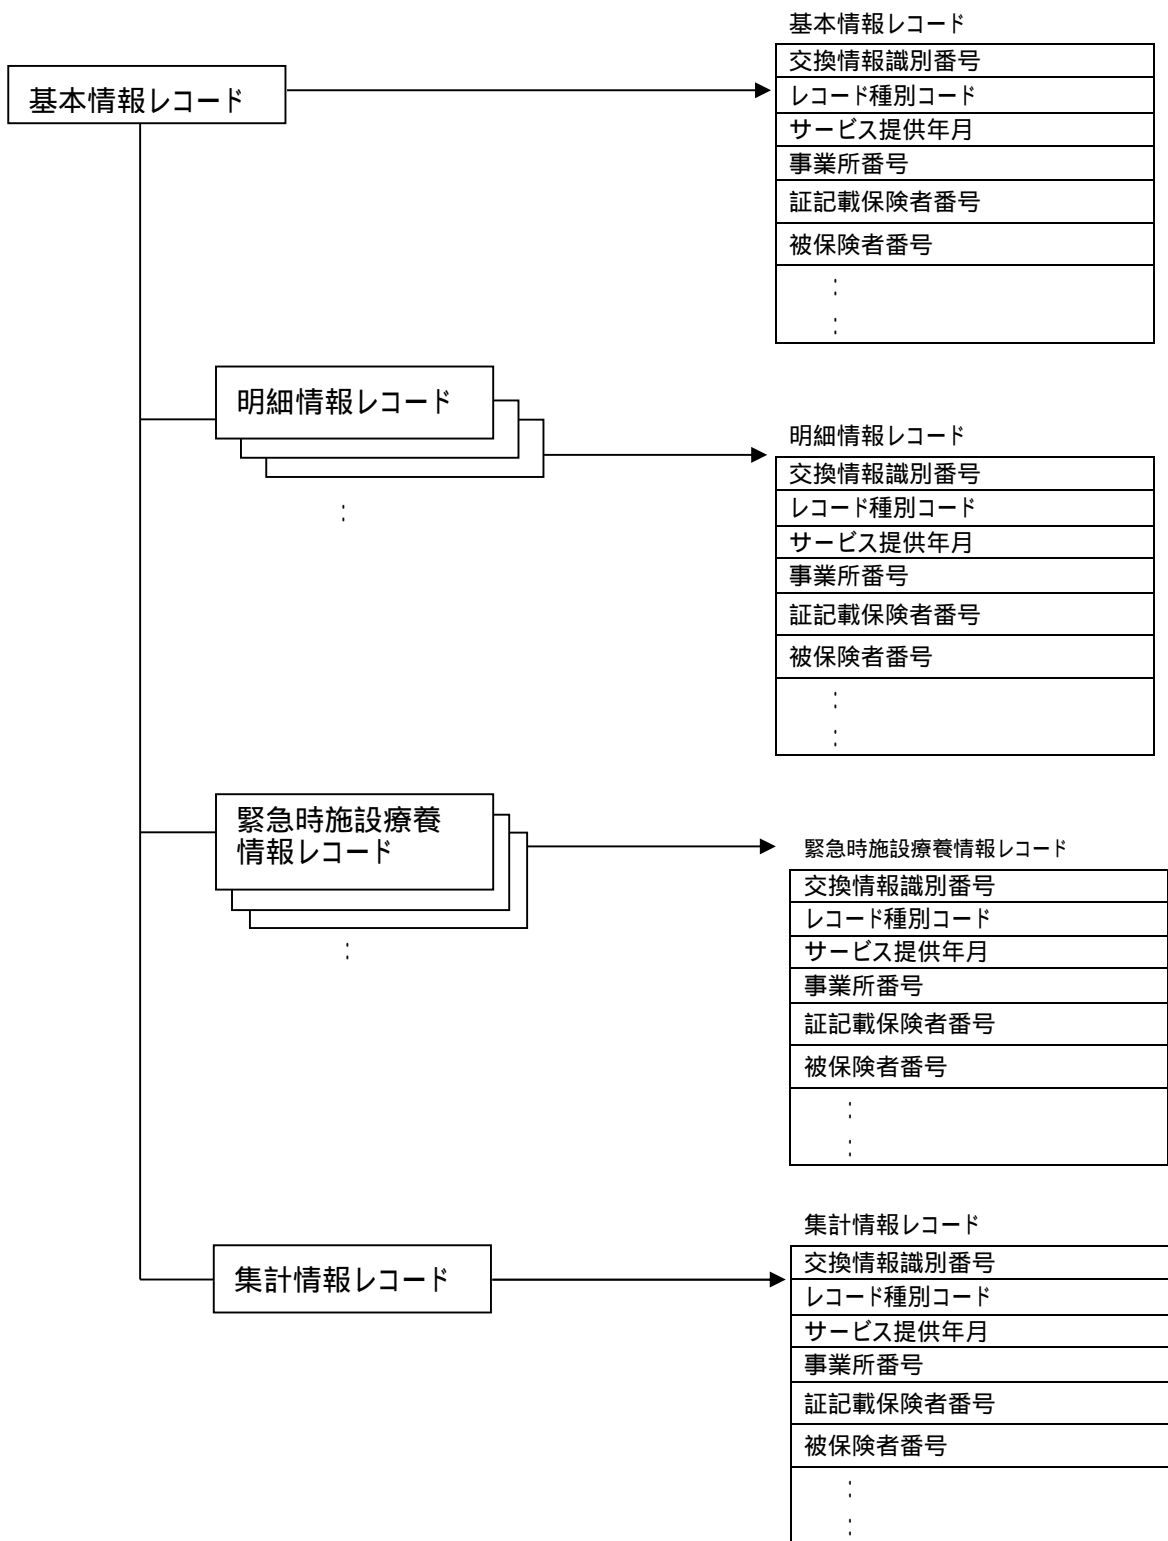 基本情報レコード
基本情報レコード
交換情報識別番号
レコード種別コード
サービス提供年月
事業所番号
証記載保険者番号
被保険者番号
:
:
明細情報レコード
:
明細情報レコード
交換情報識別番号
レコード種別コード
サービス提供年月
事業所番号
証記載保険者番号
被保険者番号
:
:
緊急時施設療養
情報レコード
:
緊急時施設療養情報レコード
交換情報識別番号
レコード種別コード
サービス提供年月
事業所番号
証記載保険者番号
被保険者番号
:
:
集計情報レコード
集計情報レコード
交換情報識別番号
レコード種別コード
サービス提供年月
事業所番号
証記載保険者番号
被保険者番号
:
: